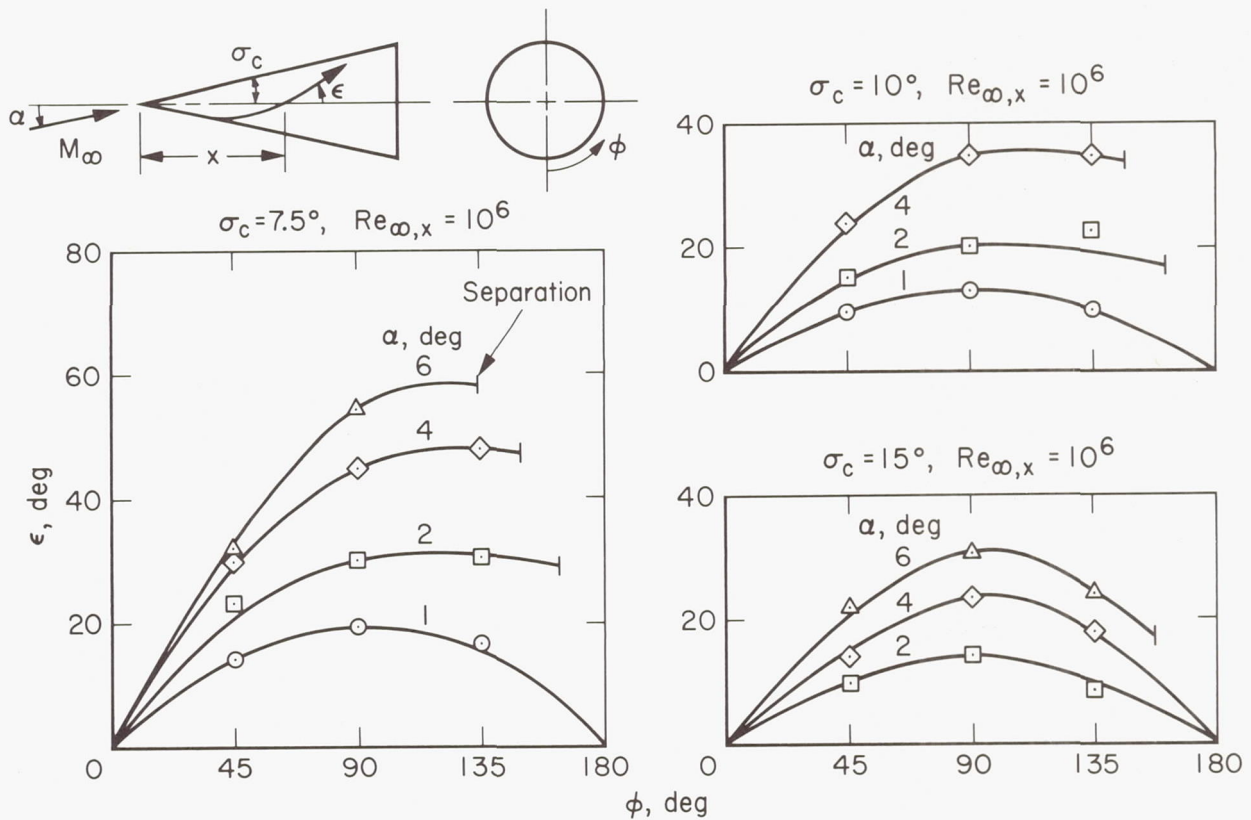 σc
α
ϵ
M∞
x
ϕ
σc = 7.5°, Re∞,x = 10⁶
80
60
40
20
0
45
90
135
180
ϵ, deg
Separation
α, deg
6
4
2
1
σc = 10°, Re∞,x = 10⁶
40
20
0
α, deg
4
2
1
σc = 15°, Re∞,x = 10⁶
40
20
0
45
90
135
180
α, deg
6
4
2
ϕ, deg